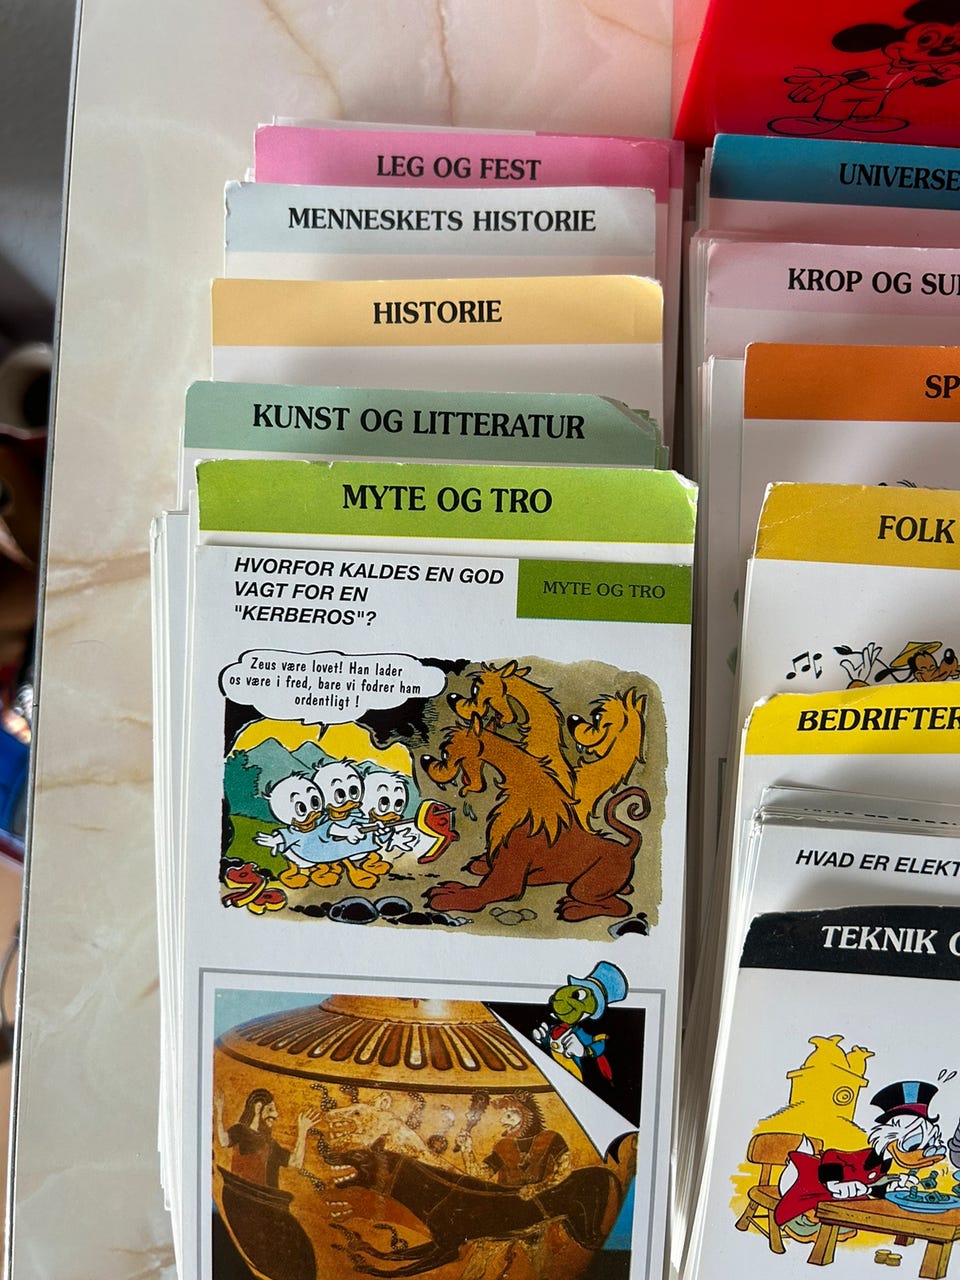 LEG OG FEST
MENNESKETS HISTORIE
HISTORIE
KUNST OG LITTERATUR
MYTE OG TRO
HVORFOR KALDES EN GOD
VAGT FOR EN
"KERBEROS"?
MYTE OG TRO
Zeus være lovet! Han lader
os være i fred, bare vi fodrer ham
ordentligt !
UNIVERSE
KROP OG SU
SP
FOLK
BEDRIFTER
HVAD ER ELEKT
TEKNIK O